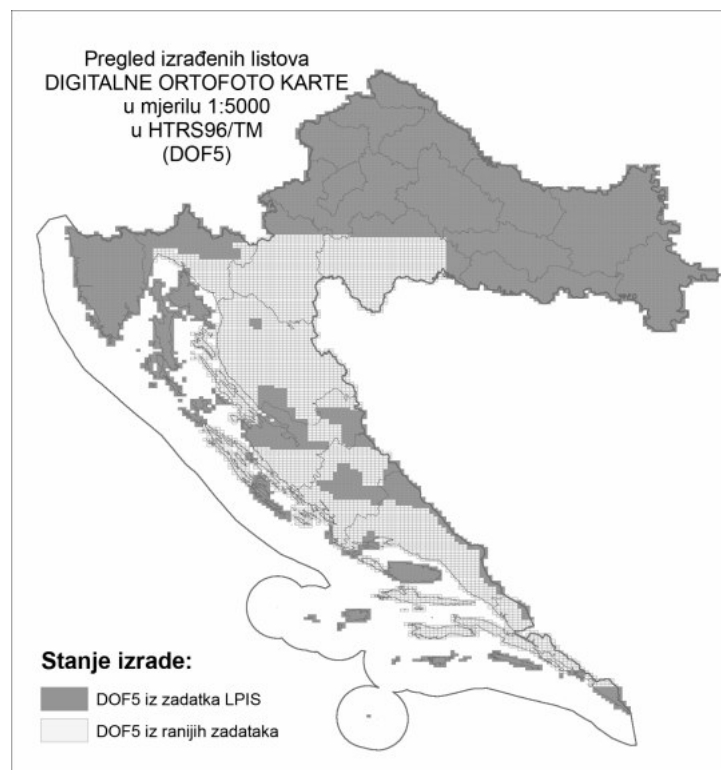 Pregled izrađenih listova
DIGITALNE ORTOFOTO KARTE
u mjerilu 1:5000
u HTRS96/TM
(DOF5)
Stanje izrade:
DOF5 iz zadatka LPIS
DOF5 iz ranijih zadataka